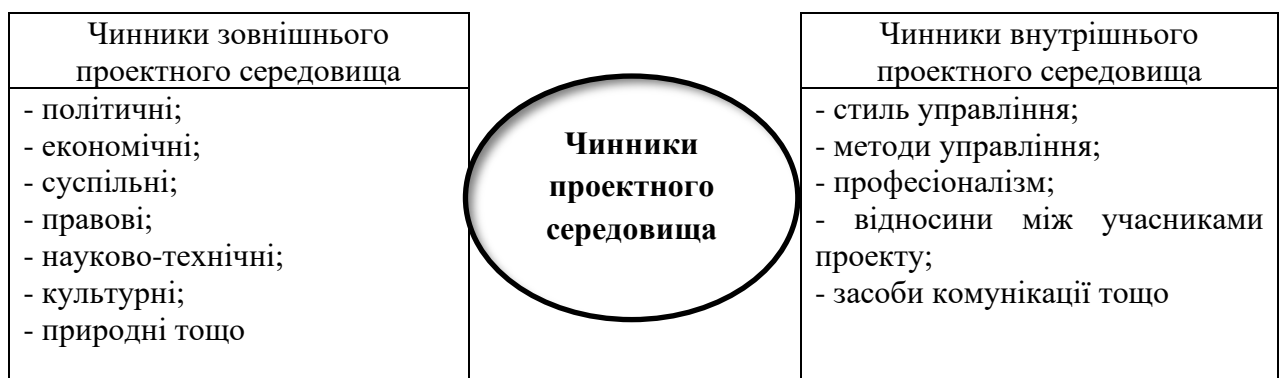 Чинники зовнішнього
проектного середовища
- політичні;
- економічні;
- суспільні;
- правові;
- науково-технічні;
- культурні;
- природні тощо
Чинники
проектного
середовища
Чинники внутрішнього
проектного середовища
- стиль управління;
- методи управління;
- професіоналізм;
- відносини між учасниками
проекту;
- засоби комунікації тощо